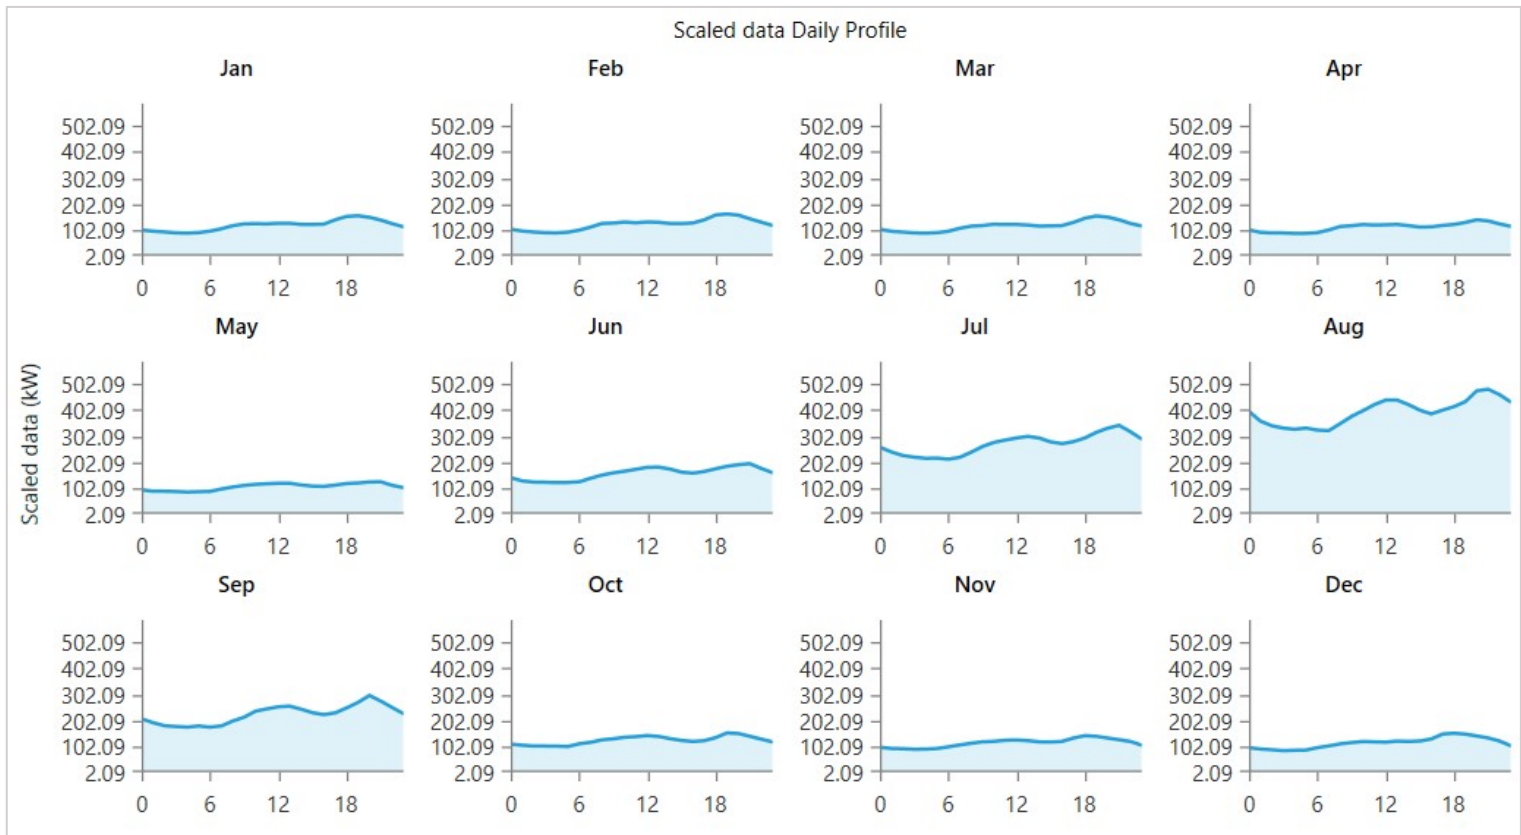 Scaled data Daily Profile
Jan Feb Mar Apr
502.09 502.09 502.09 502.09
402.09 402.09 402.09 402.09
302.09 302.09 302.09 302.09
202.09 202.09 202.09 202.09
102.09 102.09 102.09 102.09
2.09 2.09 2.09 2.09
0 6 12 18 0 6 12 18 0 6 12 18 0 6 12 18
May Jun Jul Aug
Scaled data (kW)
502.09 502.09 502.09 502.09
402.09 402.09 402.09 402.09
302.09 302.09 302.09 302.09
202.09 202.09 202.09 202.09
102.09 102.09 102.09 102.09
2.09 2.09 2.09 2.09
0 6 12 18 0 6 12 18 0 6 12 18 0 6 12 18
Sep Oct Nov Dec
502.09 502.09 502.09 502.09
402.09 402.09 402.09 402.09
302.09 302.09 302.09 302.09
202.09 202.09 202.09 202.09
102.09 102.09 102.09 102.09
2.09 2.09 2.09 2.09
0 6 12 18 0 6 12 18 0 6 12 18 0 6 12 18